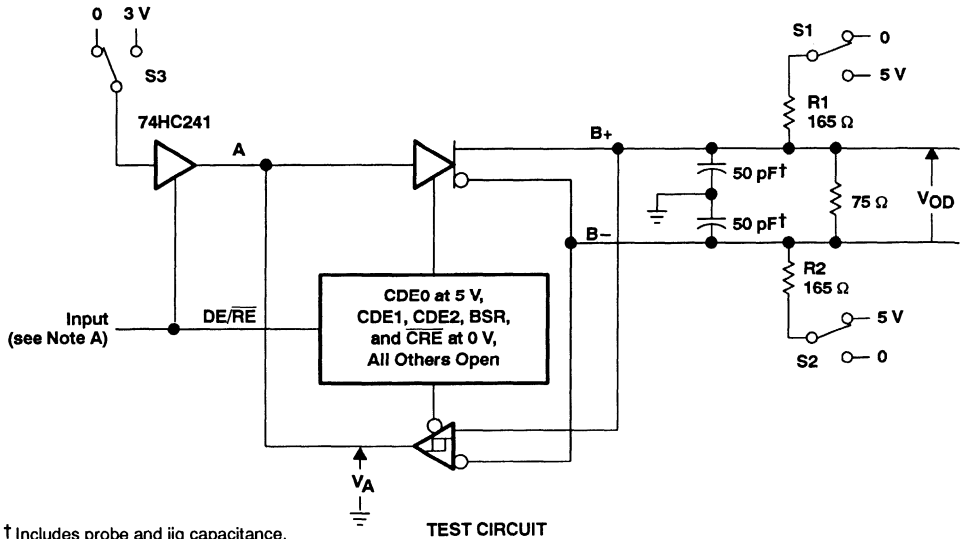 0 3 V
S3
74HC241
A
B+
S1
0
5 V
R1
165 Ω
50 pF†
75 Ω
VOD
50 pF†
B–
R2
165 Ω
5 V
S2
0
Input
(see Note A)
DE/RE
CDE0 at 5 V,
CDE1, CDE2, BSR,
and CRE at 0 V,
All Others Open
VA
† Includes probe and jig capacitance.
TEST CIRCUIT